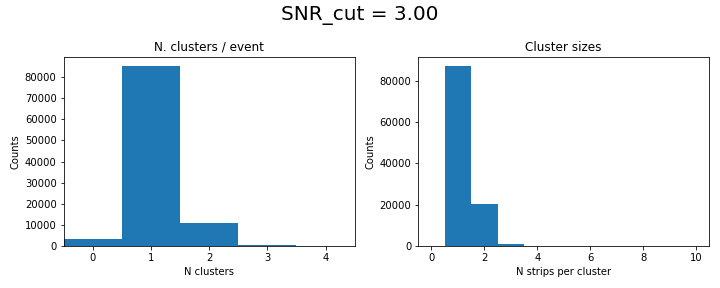 SNR_cut = 3.00
N. clusters / event
Counts
80000
70000
60000
50000
40000
30000
20000
10000
0
0 1 2 3 4
N clusters
Cluster sizes
Counts
80000
60000
40000
20000
0
0 2 4 6 8 10
N strips per cluster